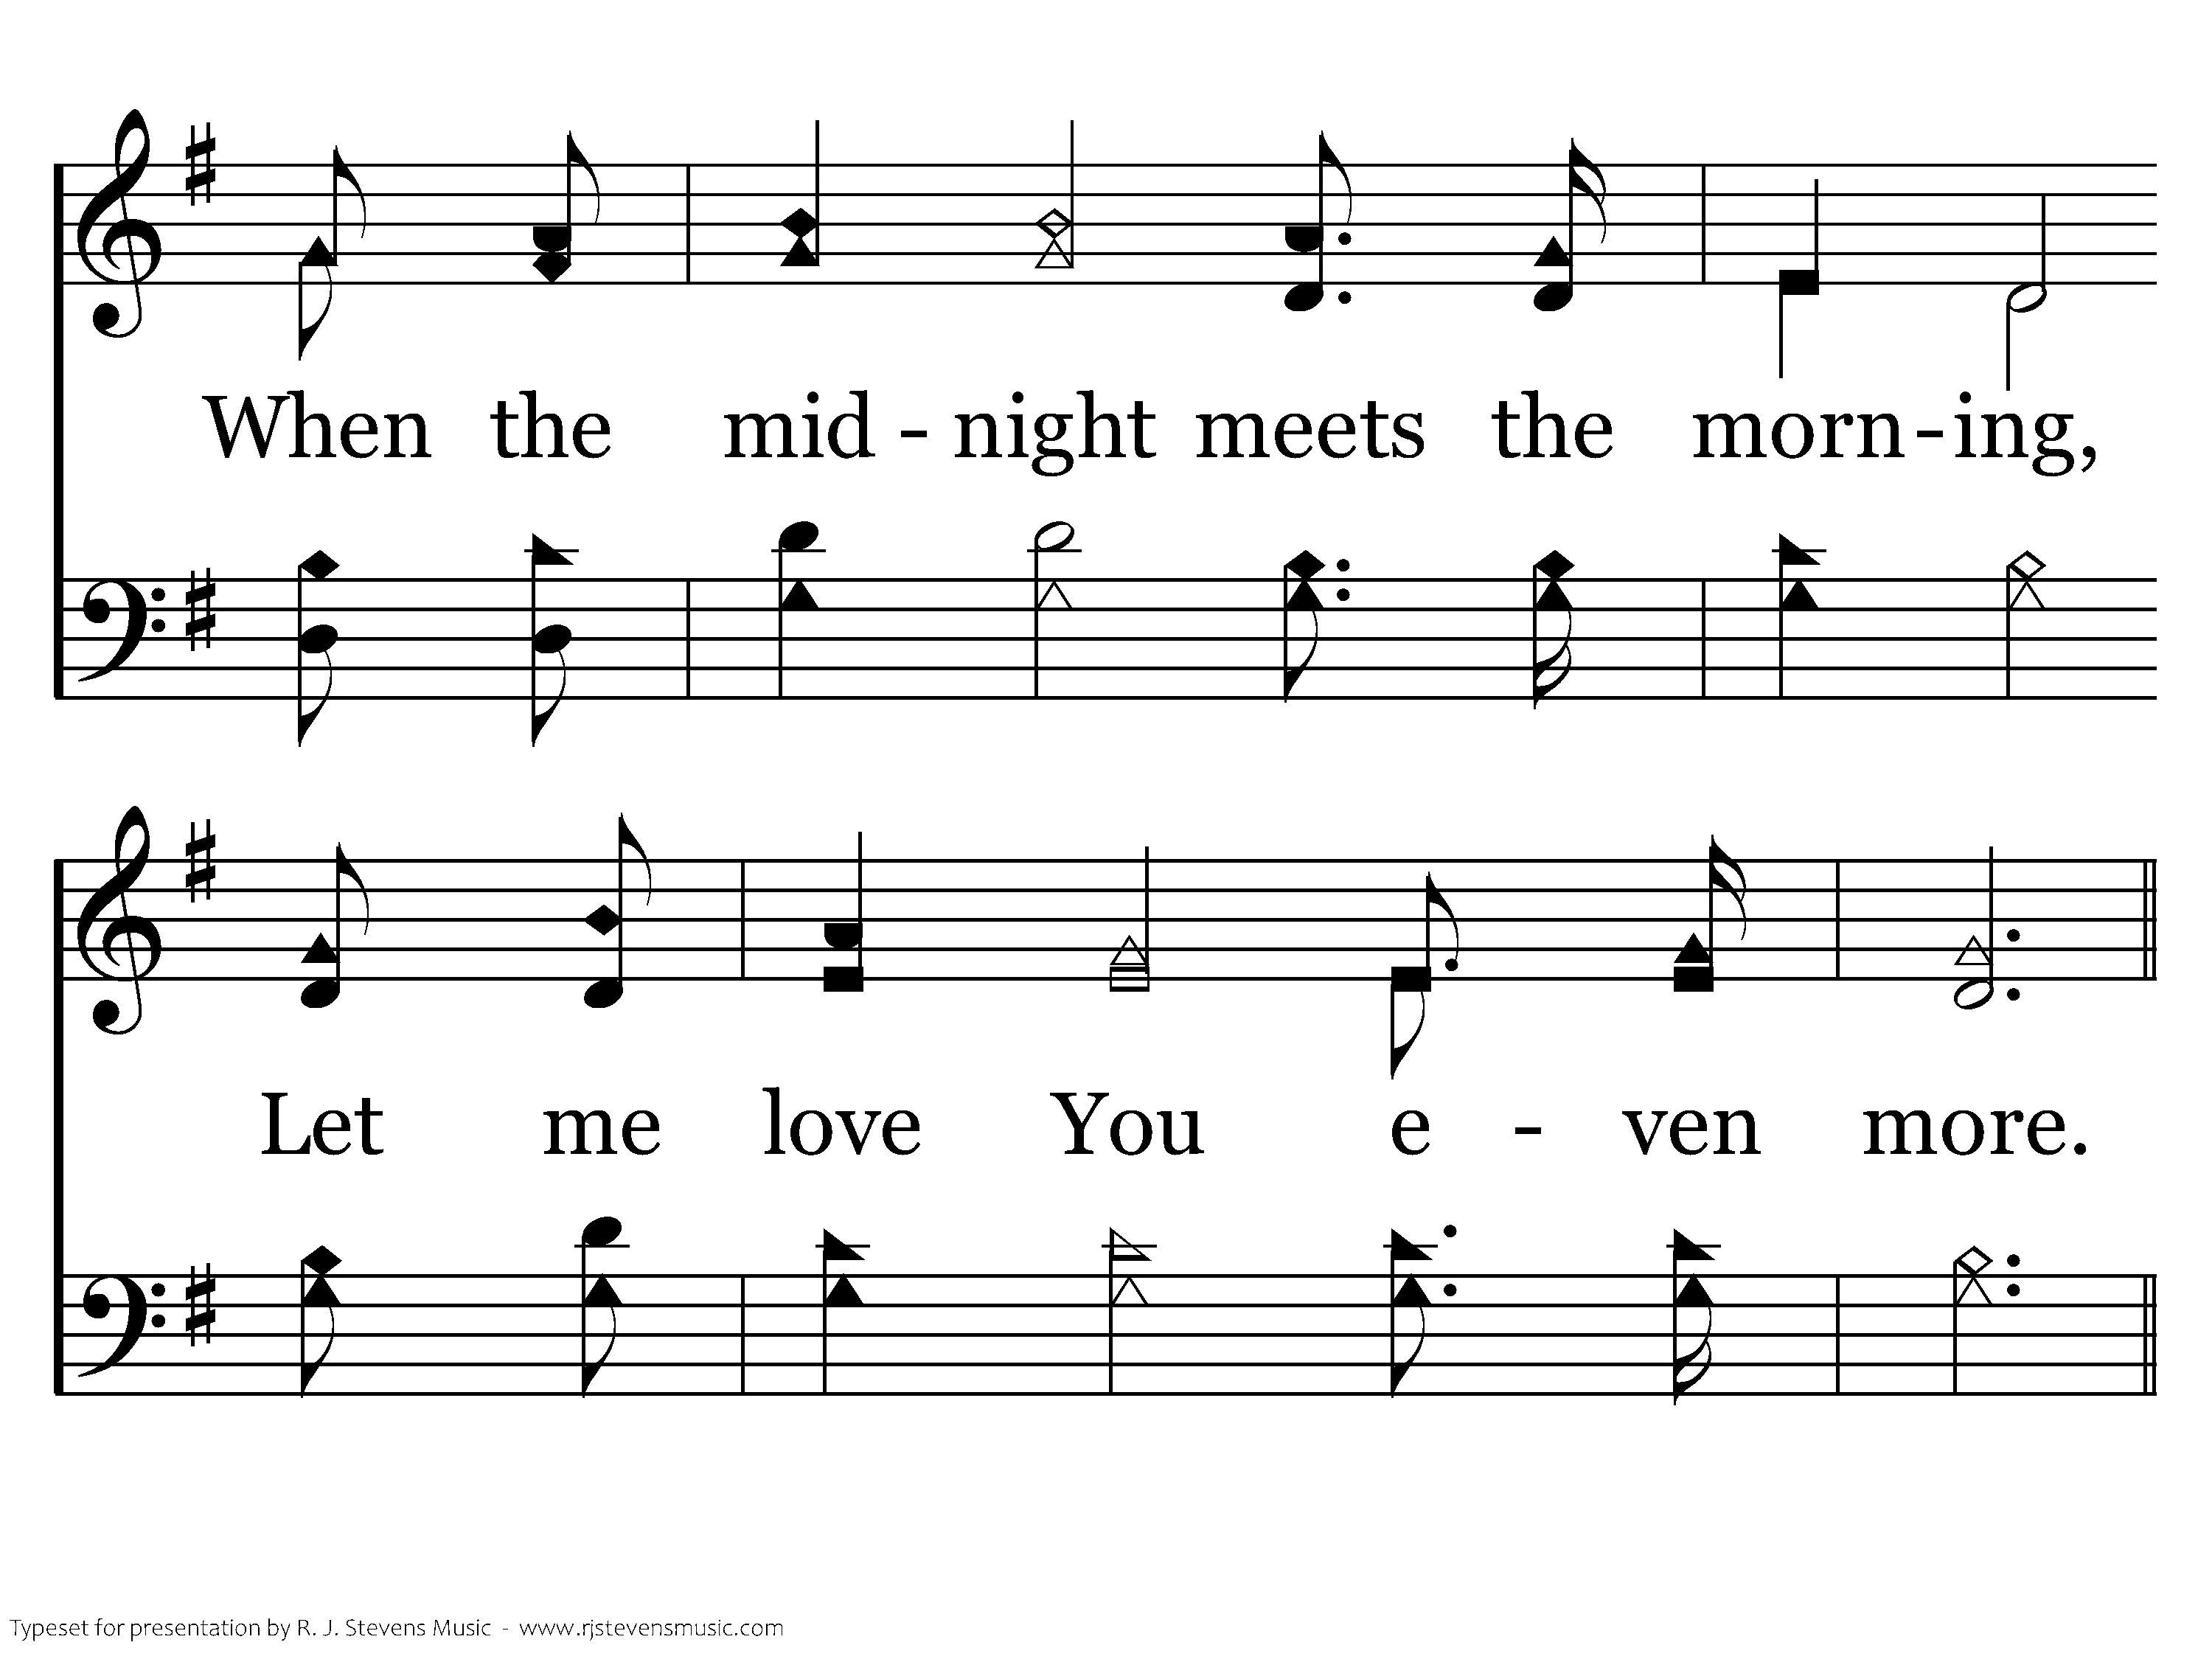 When the mid - night meets the morn - ing,
Let me love You e - ven more.
Typeset for presentation by R. J. Stevens Music - www.rjstevensmusic.com